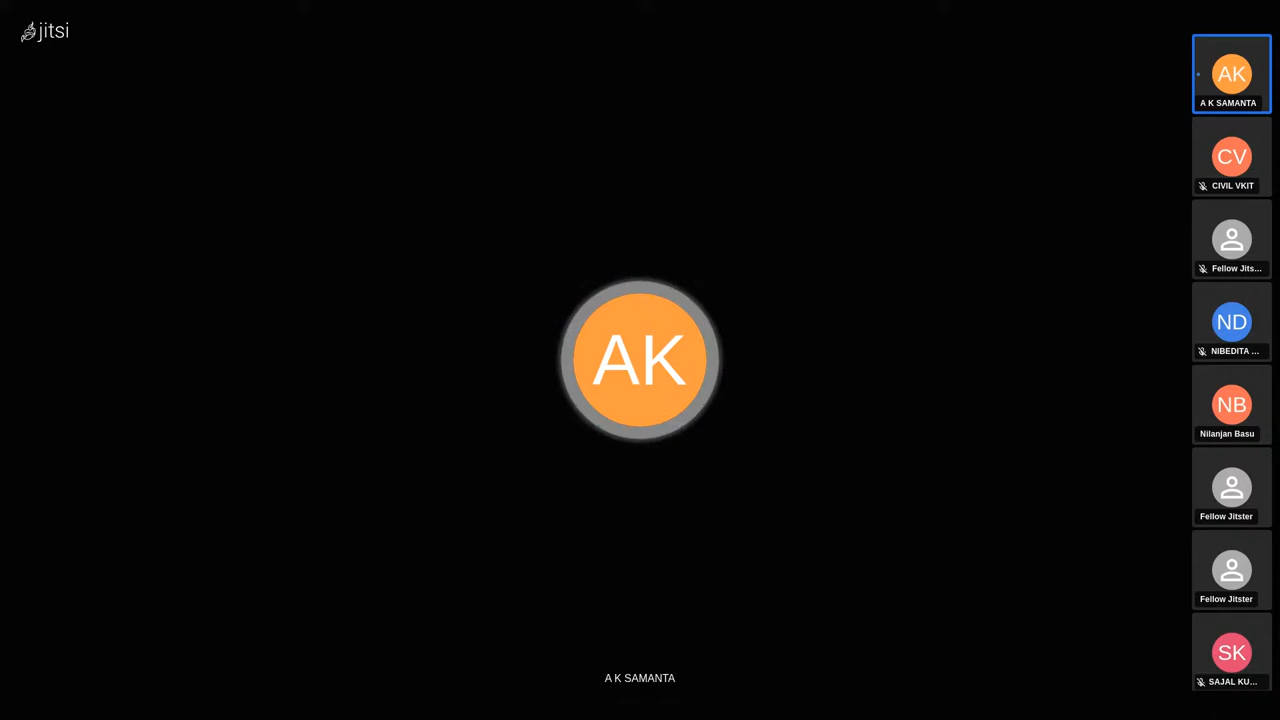 jitsi
AK
A K SAMANTA
AK
A K SAMANTA
CV
CIVIL VKIT
Fellow Jits...
ND
NIBEDITA ...
NB
Nilanjan Basu
Fellow Jitster
Fellow Jitster
SK
SAJAL KU...